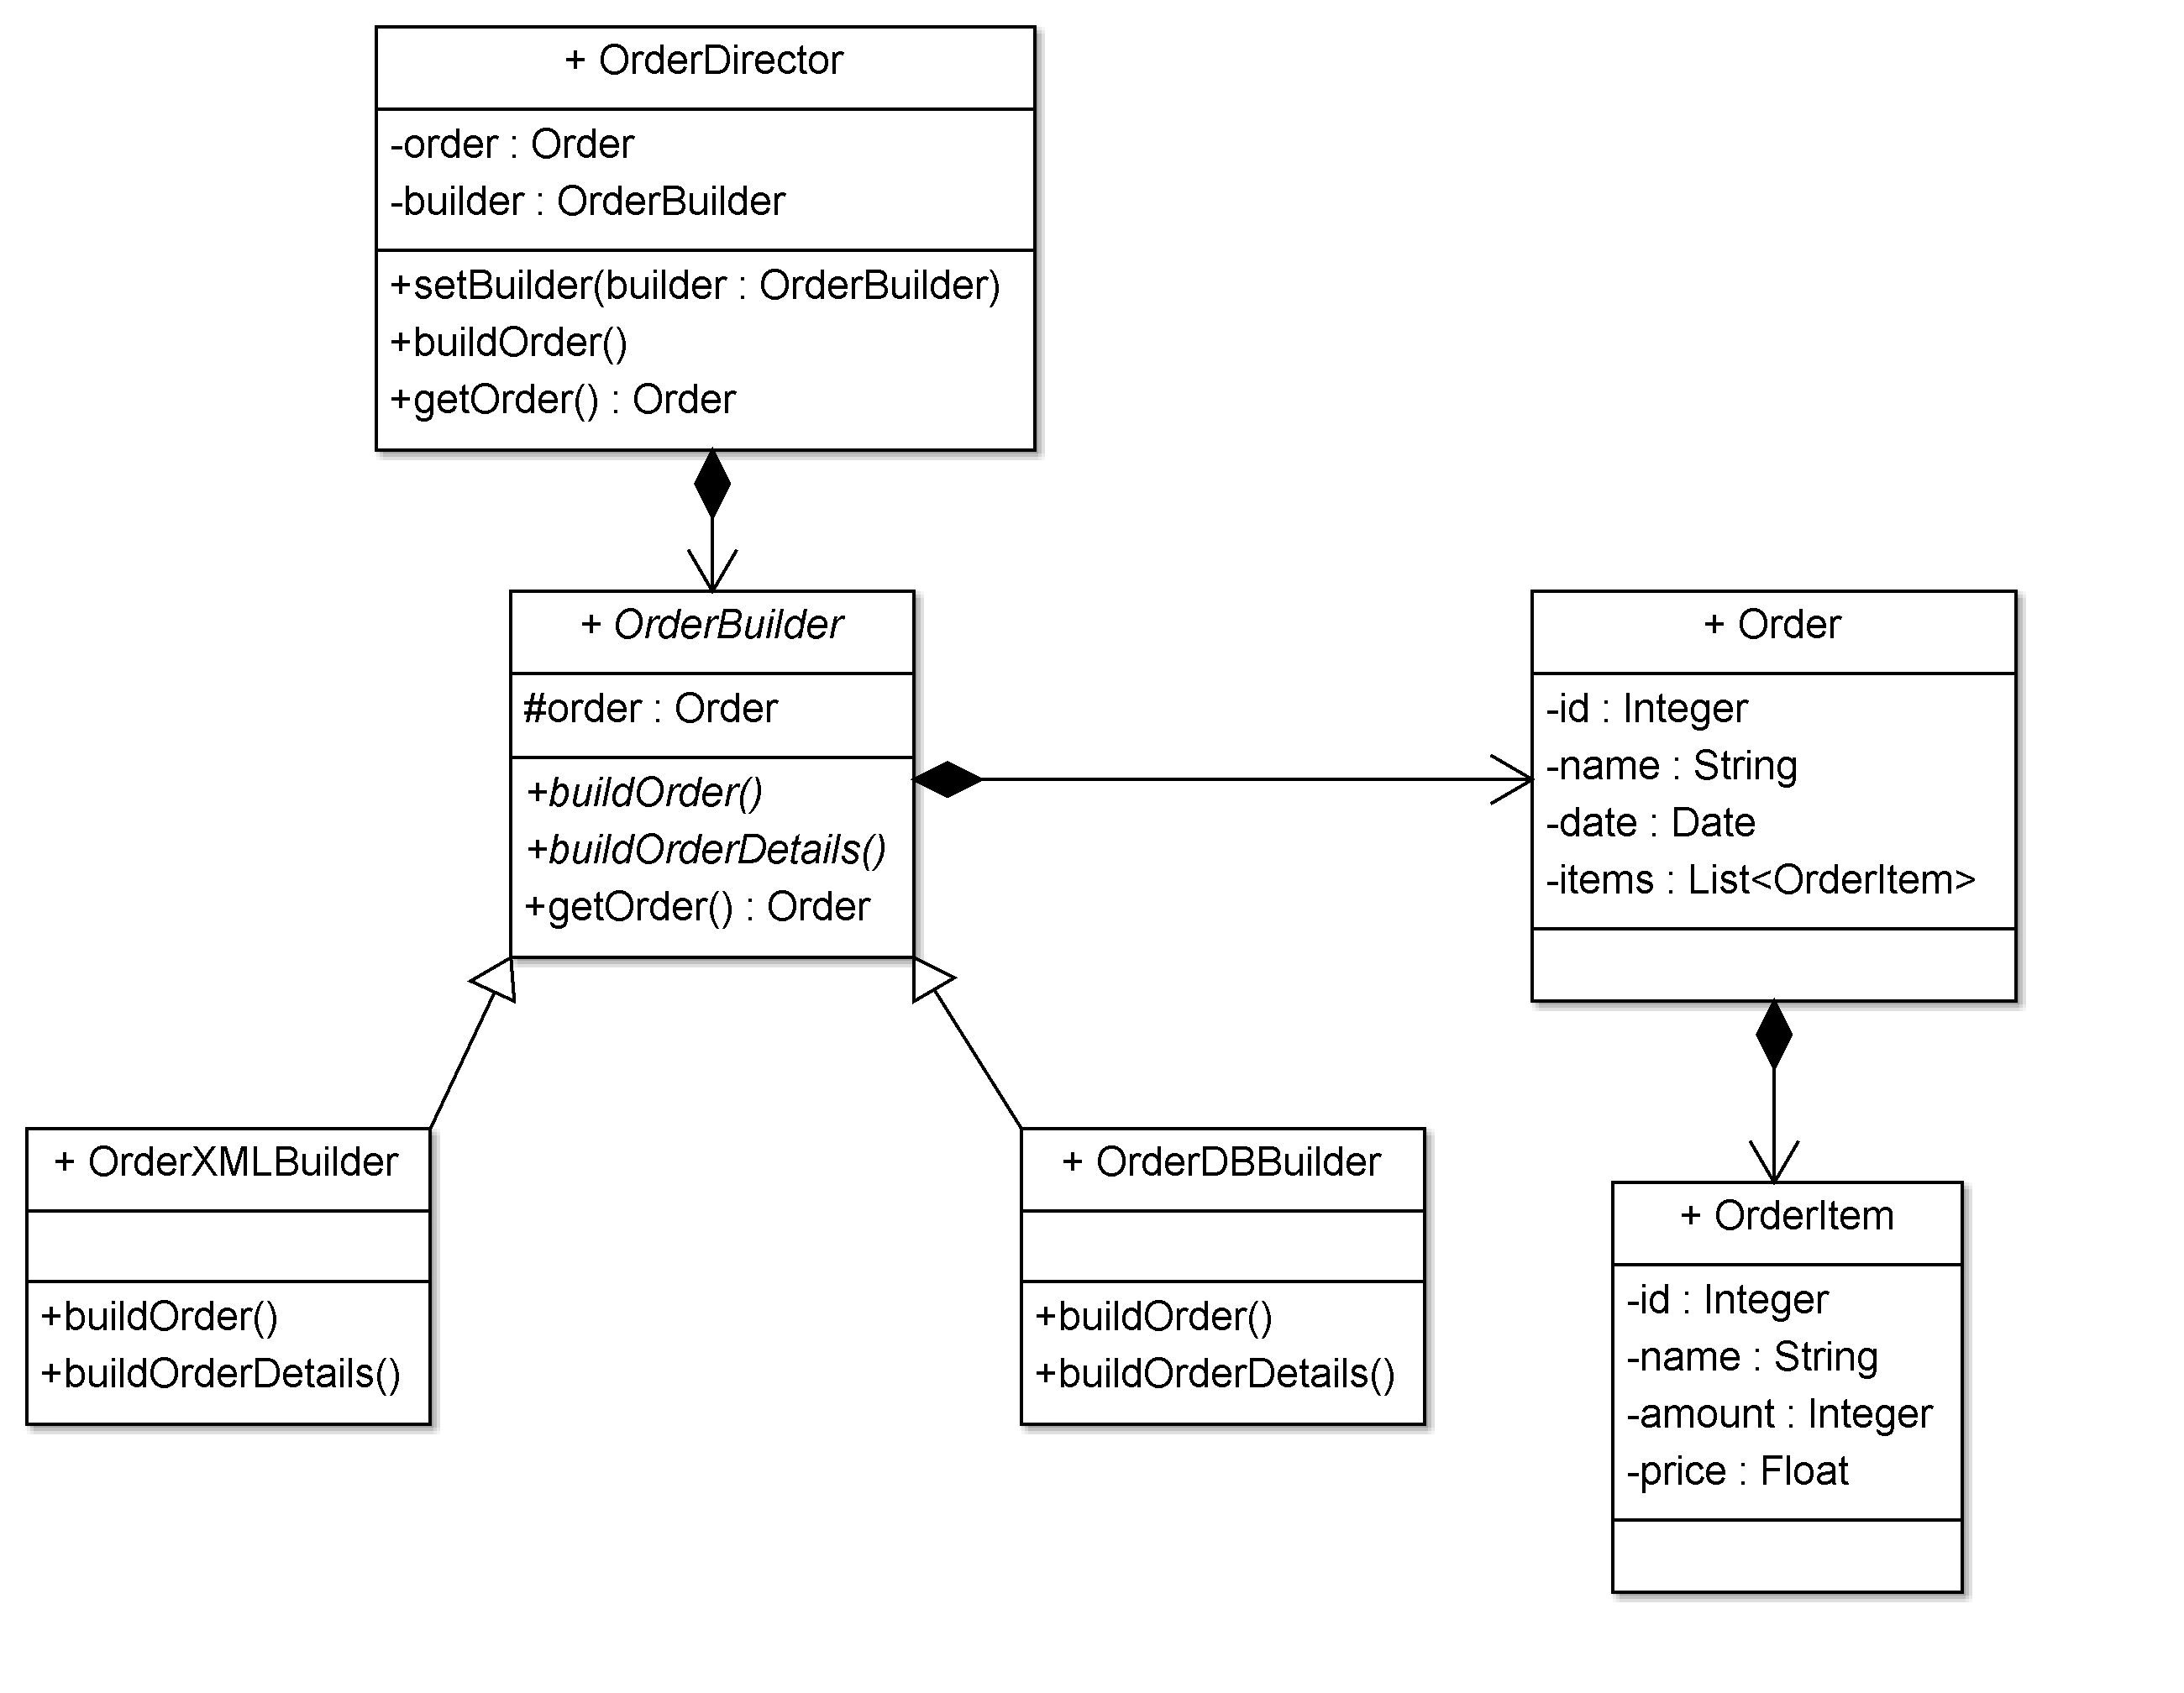 + OrderDirector
-order : Order
-builder : OrderBuilder
+setBuilder(builder : OrderBuilder)
+buildOrder()
+getOrder() : Order
+ OrderBuilder
#order : Order
+buildOrder()
+buildOrderDetails()
+getOrder() : Order
+ Order
-id : Integer
-name : String
-date : Date
-items : List<OrderItem>
+ OrderXMLBuilder
+buildOrder()
+buildOrderDetails()
+ OrderDBBuilder
+buildOrder()
+buildOrderDetails()
+ OrderItem
-id : Integer
-name : String
-amount : Integer
-price : Float